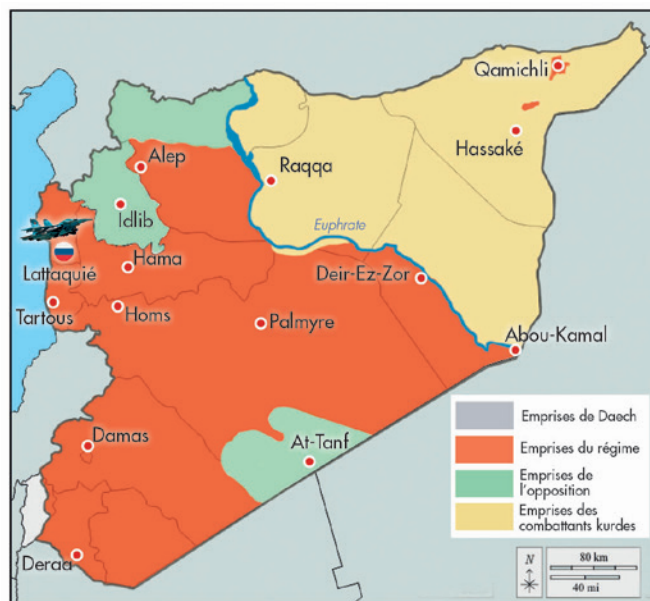 Qamichli
Hassaké
Alep
Raqqa
Idlib
Euphrate
Hama
Lattaquié
Deir-Ez-Zor
Tartous
Homs
Palmyre
Abou-Kamal
Damas
At-Tanf
Deraa
Emprises de Daech
Emprises du régime
Emprises de
l'opposition
Emprises des
combattants kurdes
N
80 km
40 mi